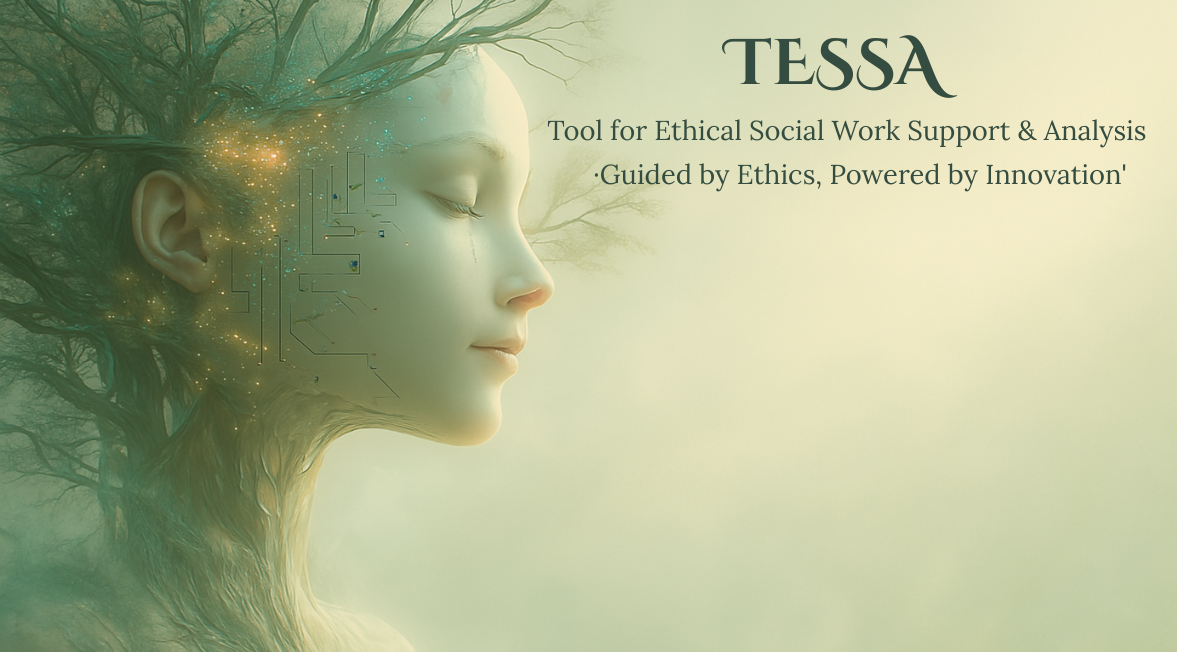 TESSA
Tool for Ethical Social Work Support & Analysis
·Guided by Ethics, Powered by Innovation'